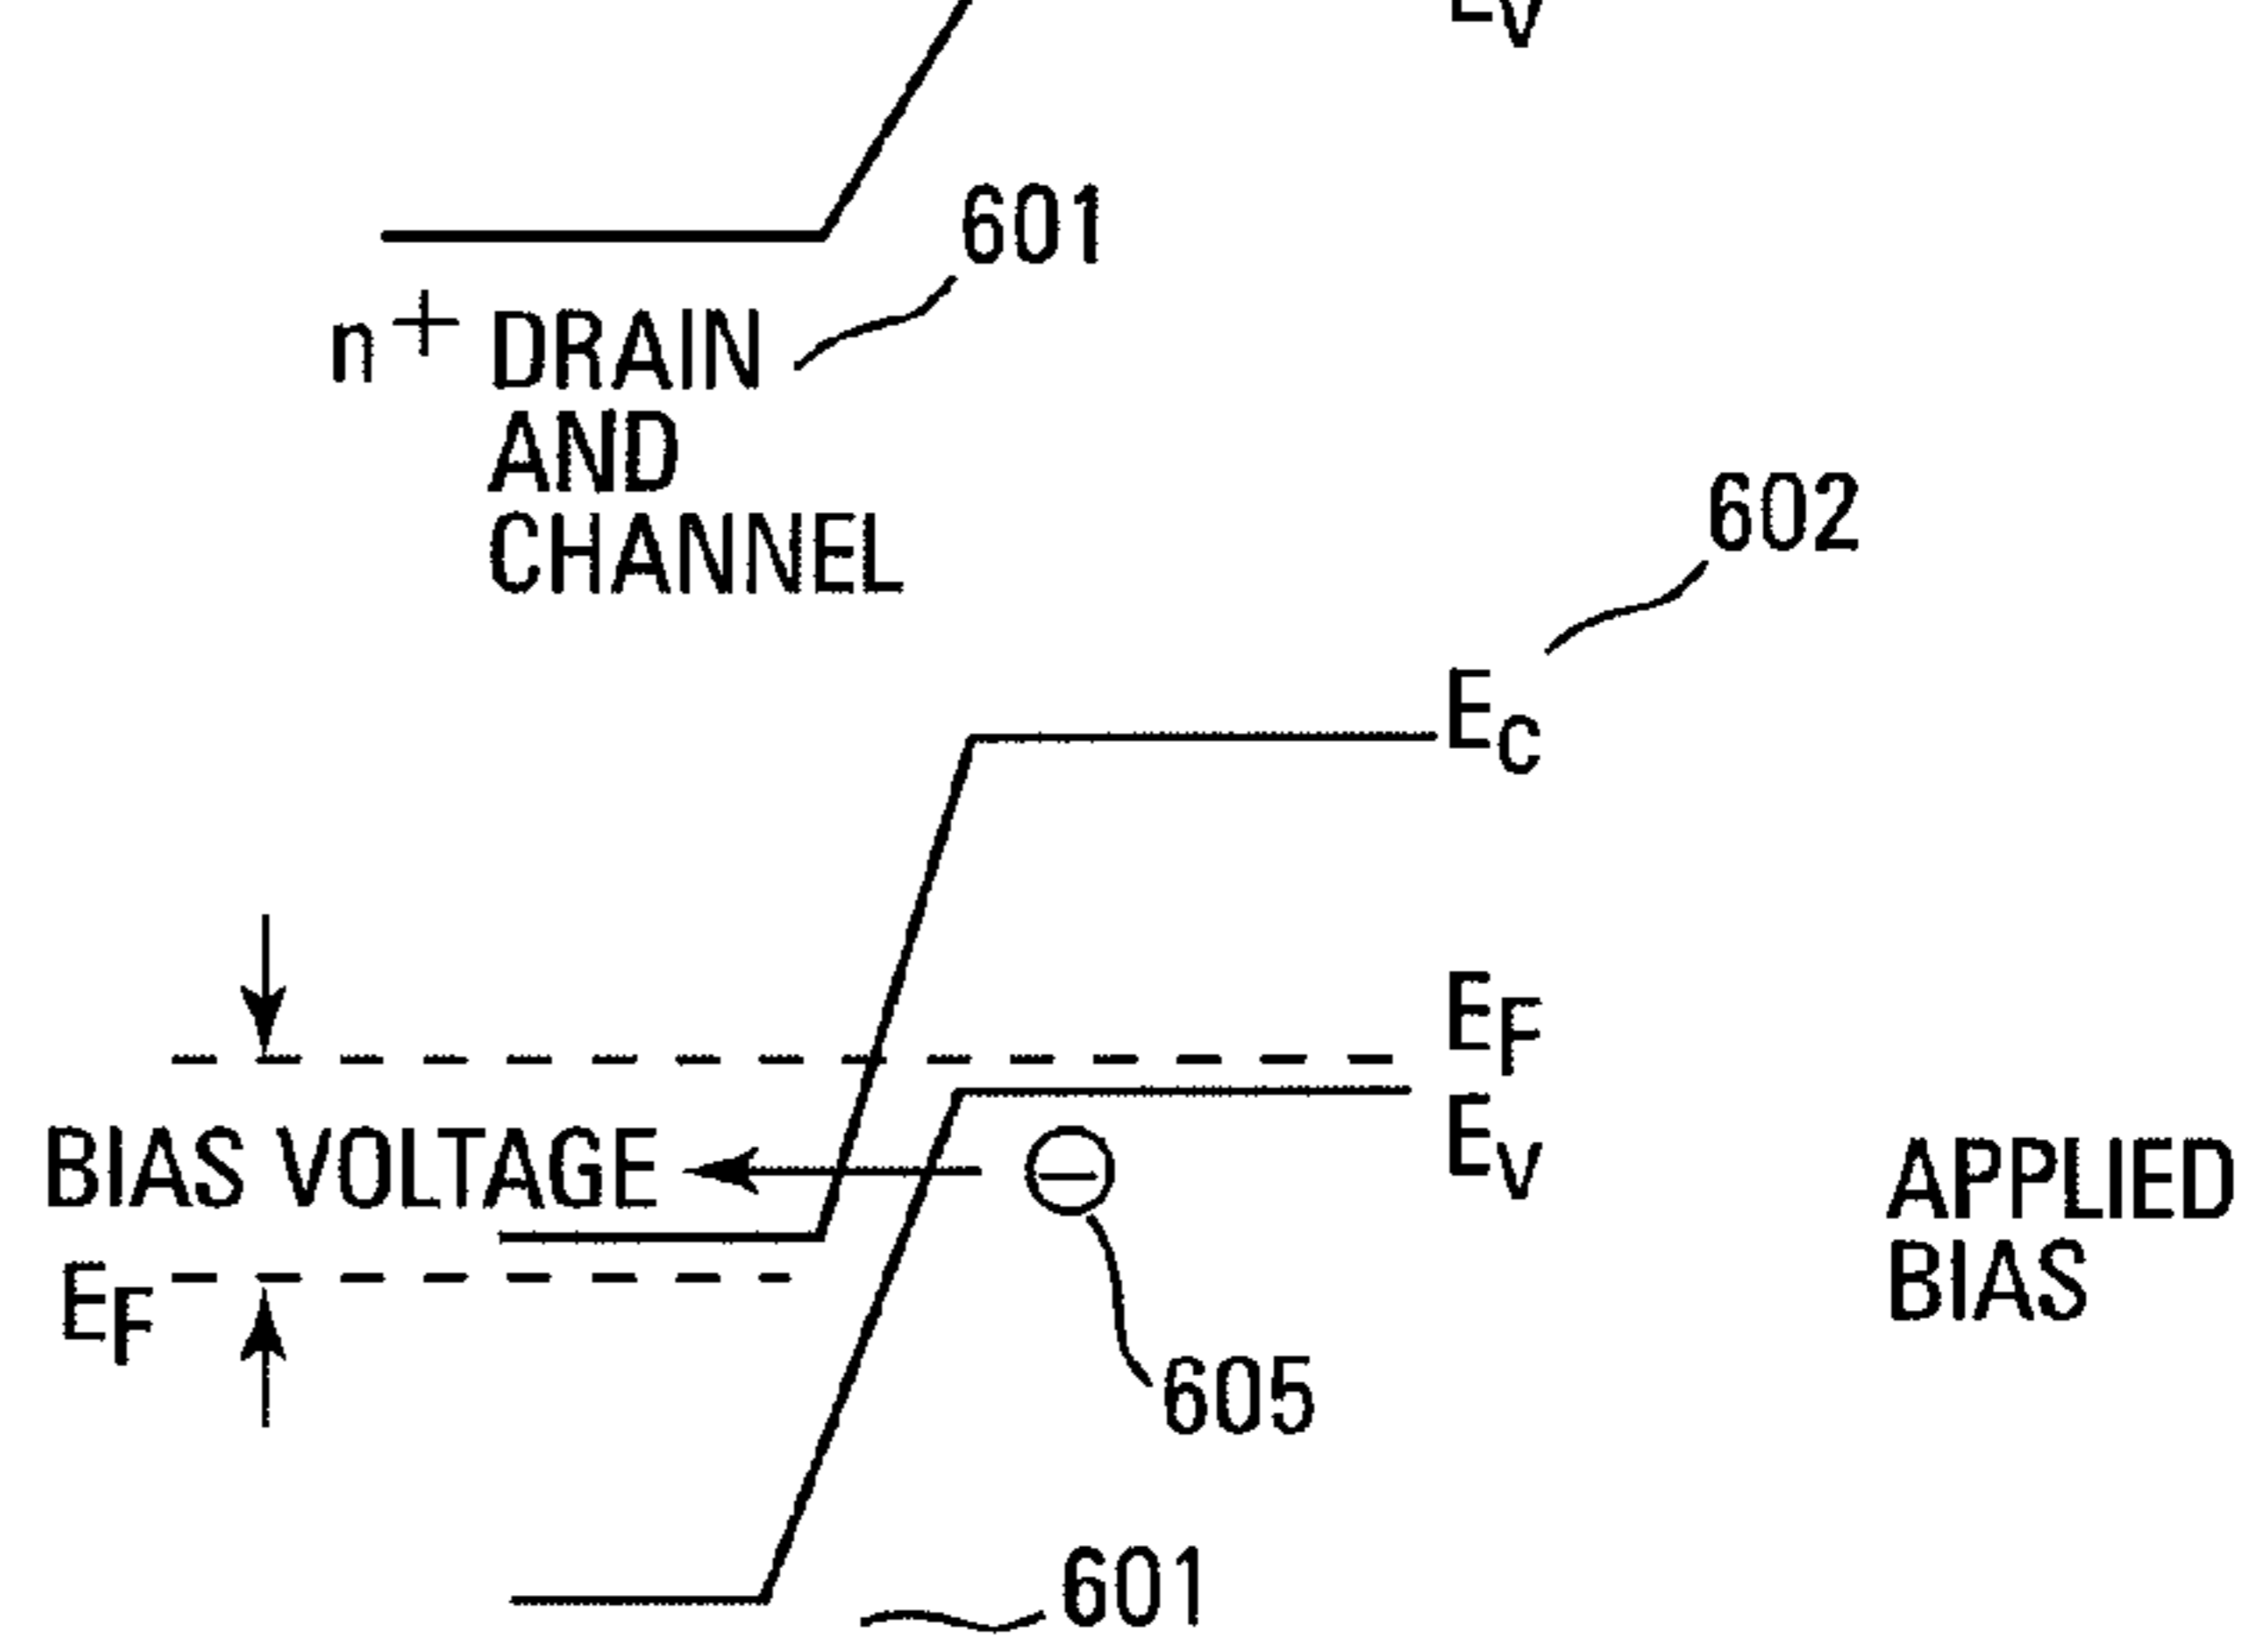 EV
601
n+ DRAIN
AND
CHANNEL
602
EC
EF
EV
BIAS VOLTAGE
APPLIED
BIAS
EF
605
601